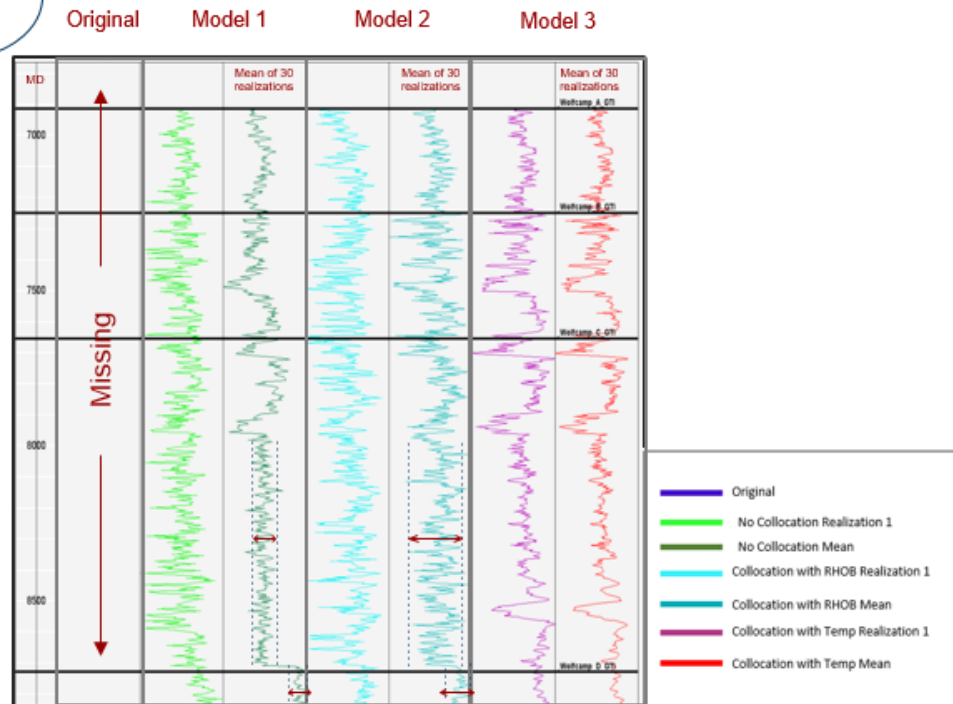 Original Model 1 Model 2 Model 3
MD
Mean of 30
realizations
Mean of 30
realizations
Mean of 30
realizations
Wolfcamp_A_GTI
7000
Wolfcamp_B_GTI
7500
Wolfcamp_C_GTI
Missing
8000
8500
Wolfcamp_D_GTI
Original
No Collocation Realization 1
No Collocation Mean
Collocation with RHOB Realization 1
Collocation with RHOB Mean
Collocation with Temp Realization 1
Collocation with Temp Mean